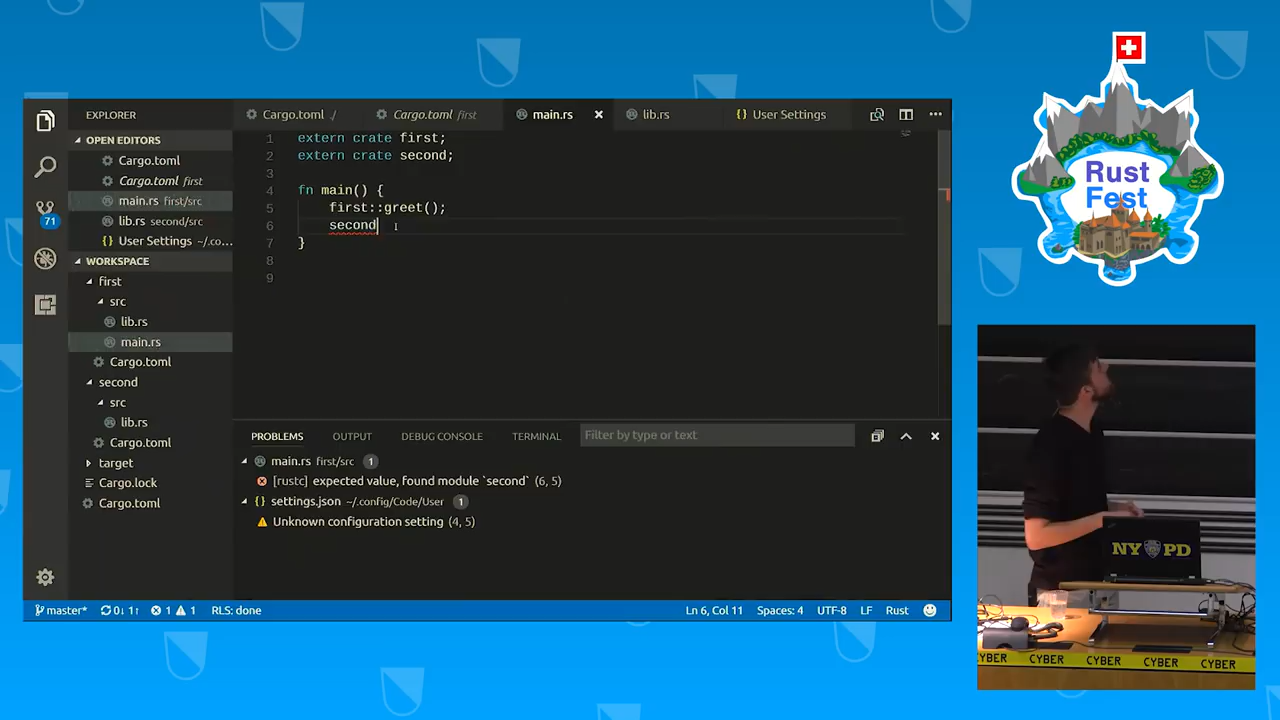 EXPLORER
OPEN EDITORS
Cargo.toml
Cargo.toml first
main.rs first/src
lib.rs second/src
{} User Settings ~/.co...
71
WORKSPACE
first
src
lib.rs
main.rs
Cargo.toml
second
src
lib.rs
Cargo.toml
target
Cargo.lock
Cargo.toml
Cargo.toml ./
Cargo.toml first
main.rs
lib.rs
{} User Settings
1 extern crate first;
2 extern crate second;
3
4 fn main() {
5 first::greet();
6 second
7 }
8
9
PROBLEMS
OUTPUT
DEBUG CONSOLE
TERMINAL
Filter by type or text
main.rs first/src 1
[rustc] expected value, found module `second` (6, 5)
{} settings.json ~/.config/Code/User 1
Unknown configuration setting (4, 5)
master* 0↓ 1↑ 1 1 RLS: done
Ln 6, Col 11 Spaces: 4 UTF-8 LF Rust
Rust
Fest
NYPD
CYBER CYBER CYBER CYBER CYBER